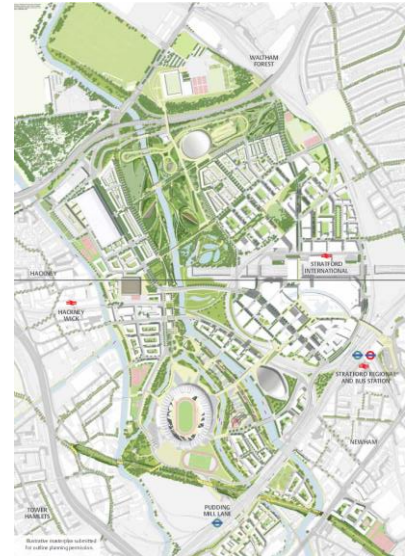 WALTHAM
FOREST
STRATFORD
INTERNATIONAL
HACKNEY
HACKNEY
WICK
STRATFORD REGIONAL
AND BUS STATION
NEWHAM
TOWER
HAMLETS
PUDDING
MILL LANE
Illustrative masterplan submitted
for outline planning permission.